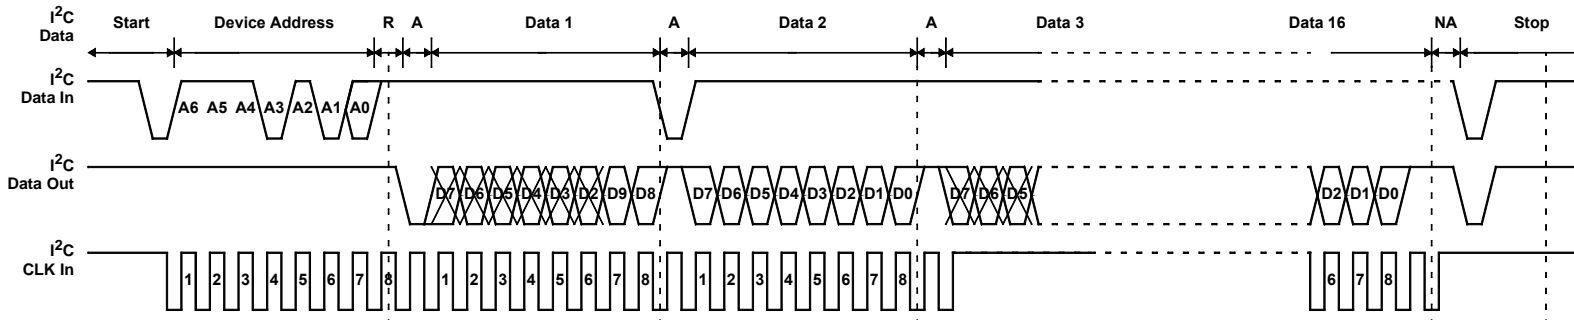 I²C Data Start Device Address R A Data 1 A Data 2 A Data 3 Data 16 NA Stop
I²C Data In
A6 A5 A4 A3 A2 A1 A0
I²C Data Out
D7 D6 D5 D4 D3 D2 D9 D8 D7 D6 D5 D4 D3 D2 D1 D0 D7 D6 D5 D2 D1 D0
I²C CLK In
1 2 3 4 5 6 7 8 1 2 3 4 5 6 7 8 1 2 3 4 5 6 7 8 6 7 8